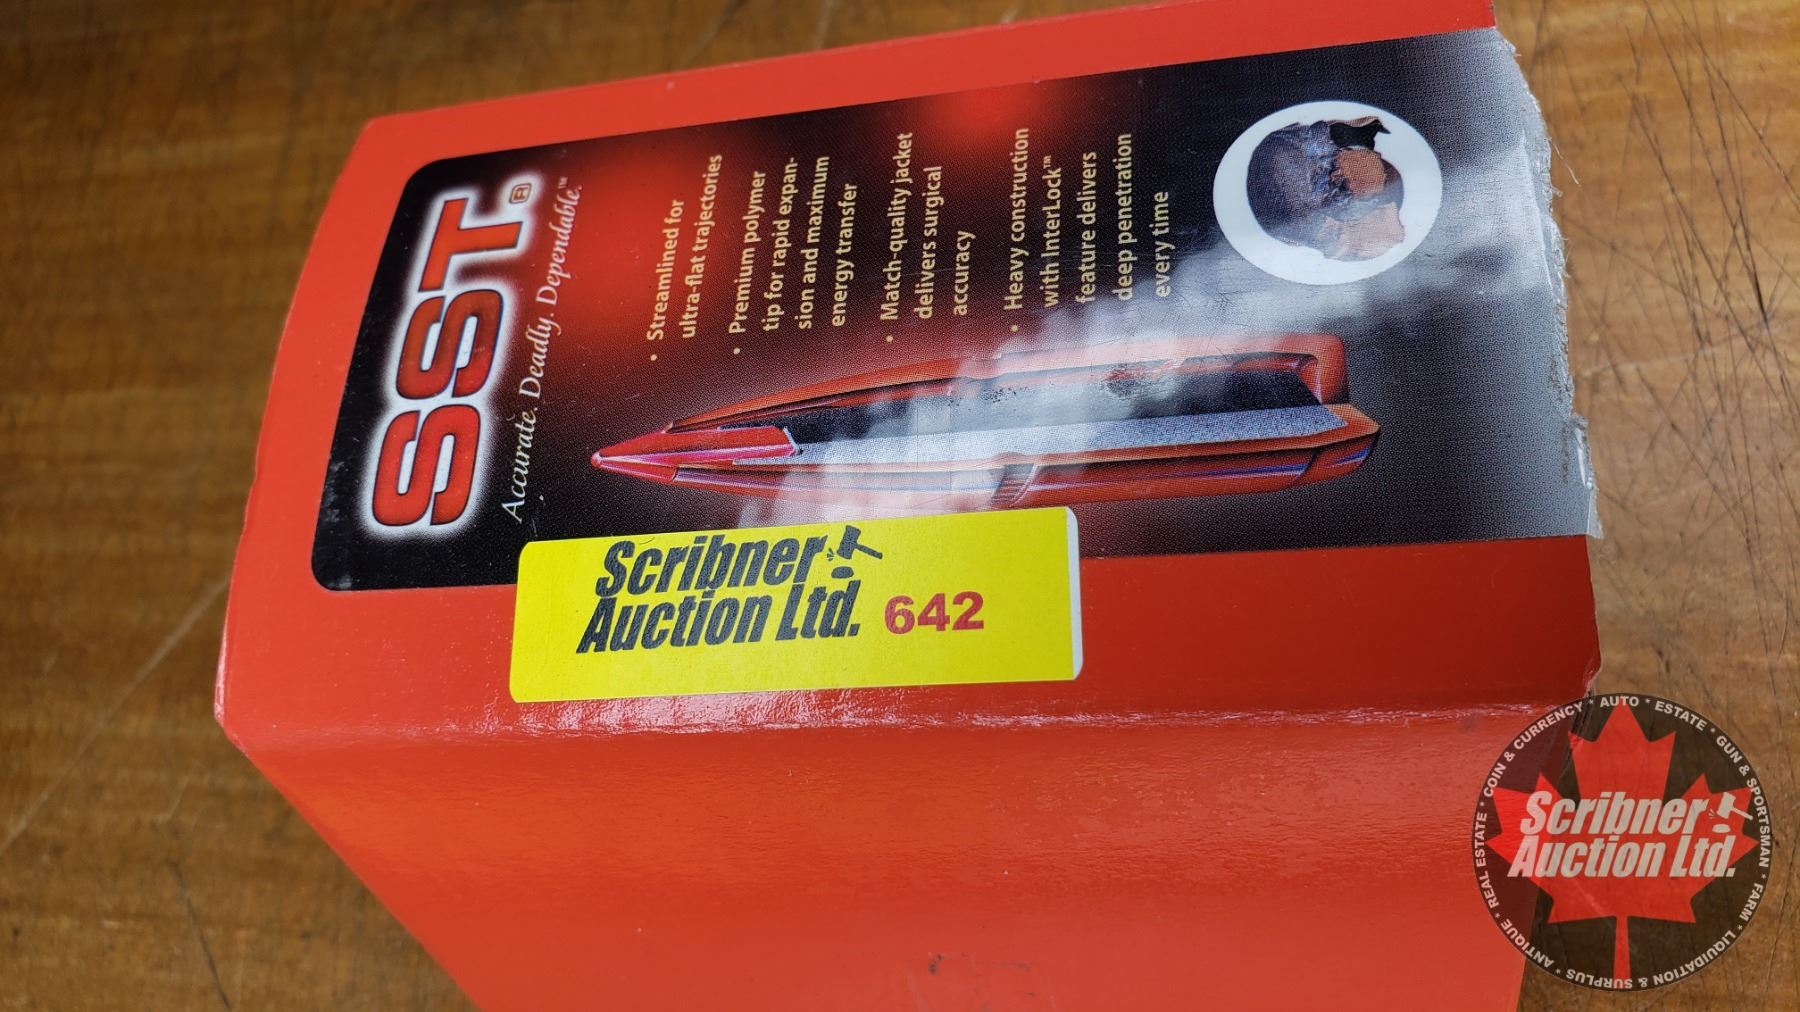 SST.®
Accurate. Deadly. Dependable.™
• Streamlined for
ultra-flat trajectories
• Premium polymer
tip for rapid expan-
sion and maximum
energy transfer
• Match-quality jacket
delivers surgical
accuracy
• Heavy construction
with InterLock™
feature delivers
deep penetration
every time
Scribner
Auction Ltd. 642
REAL ESTATE * COIN & CURRENCY * AUTO * ESTATE * GUN & SPORTSMAN * FARM * LIQUIDATION & SURPLUS * ANTIQUE *
Scribner
Auction Ltd.